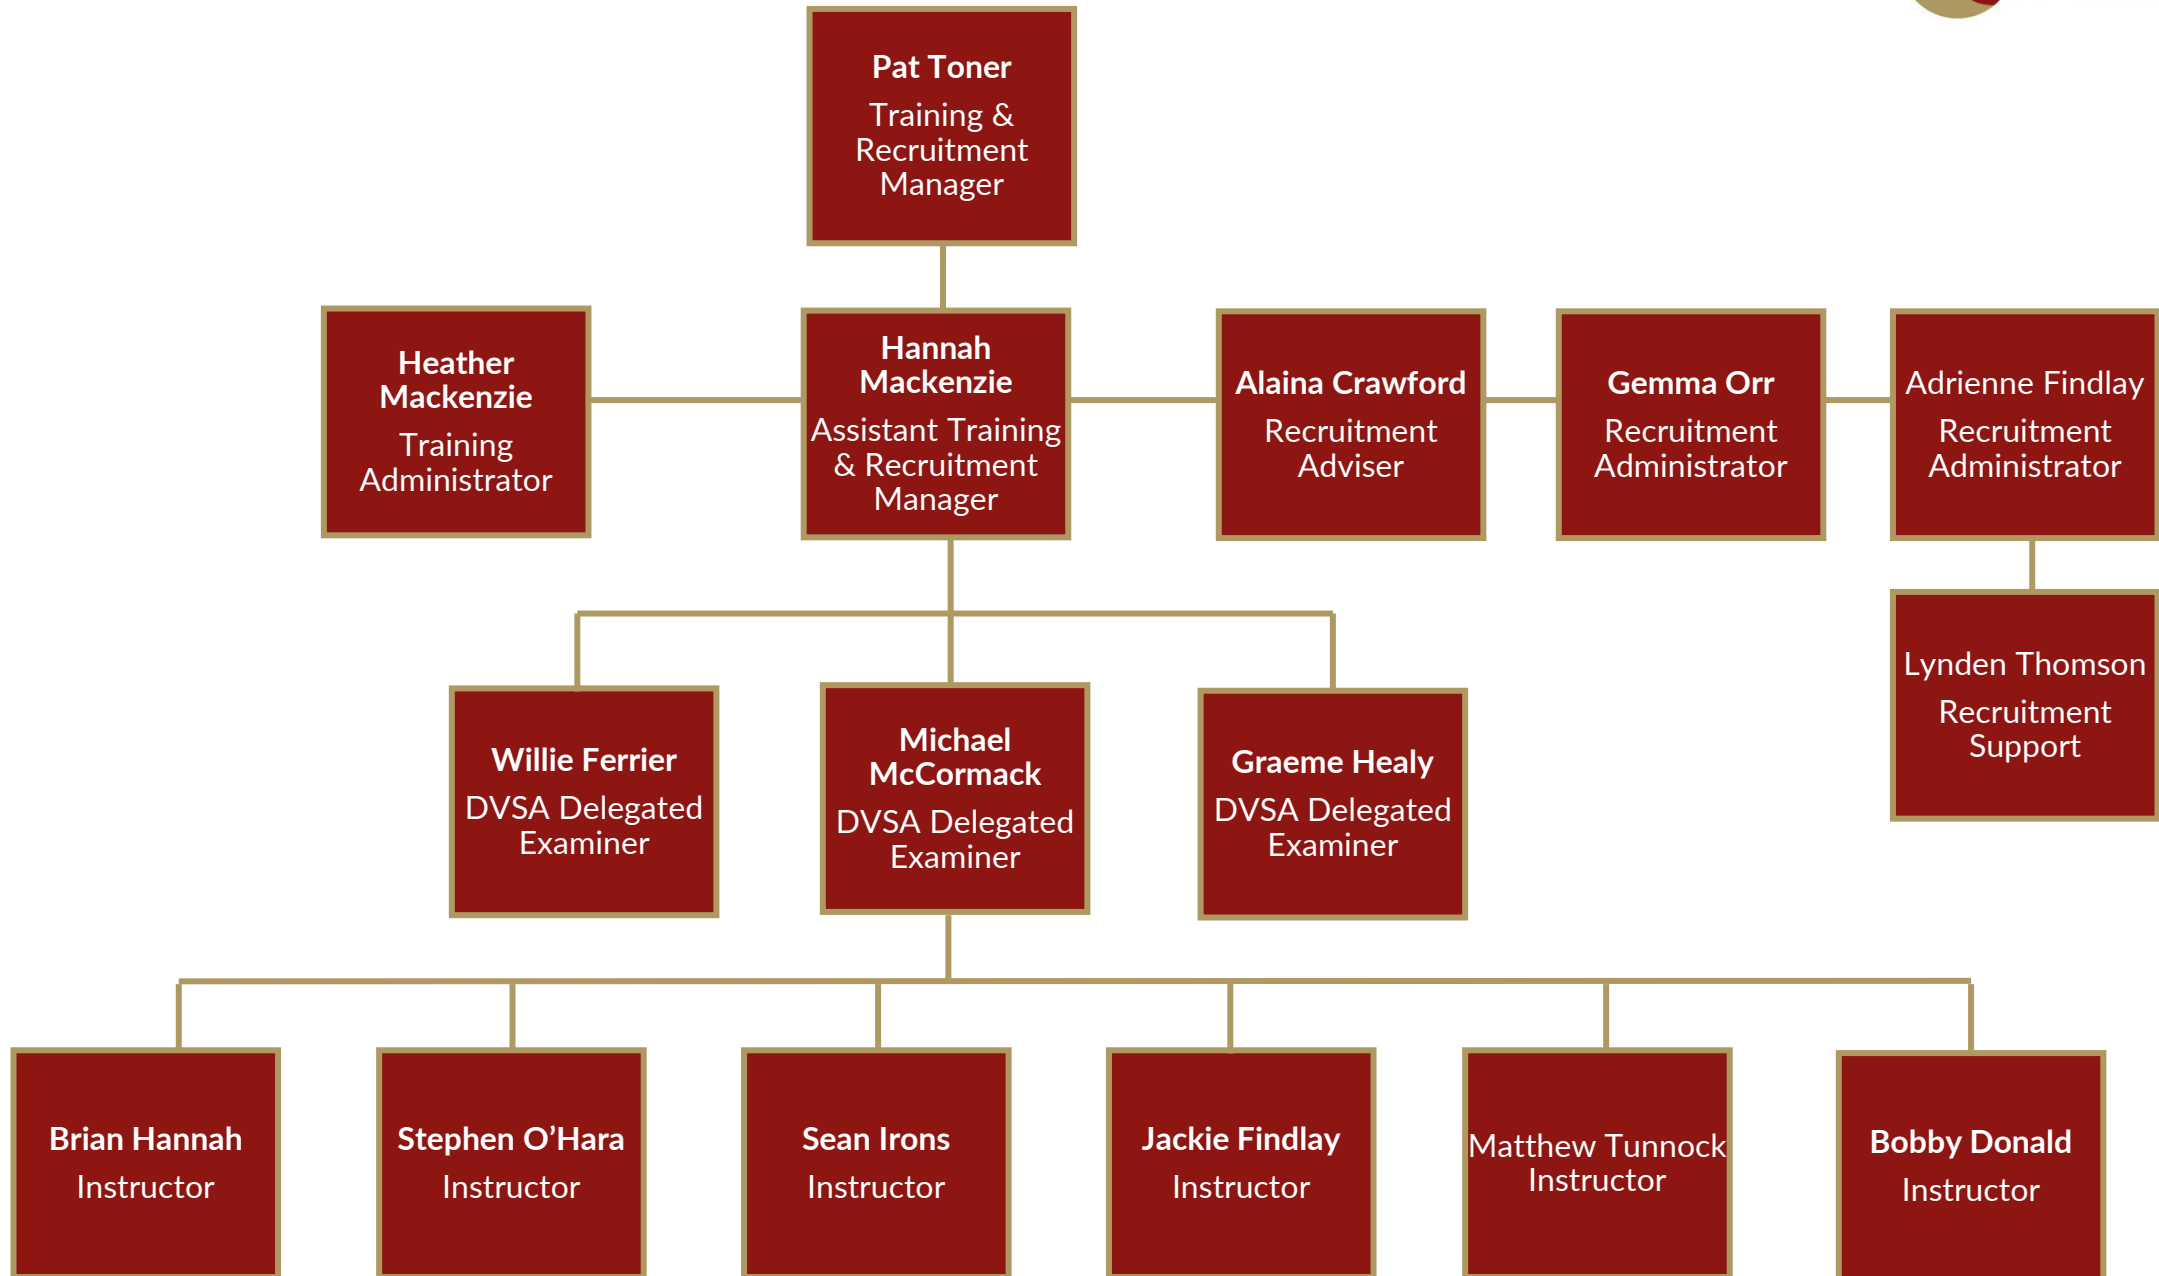 Pat Toner
Training &
Recruitment
Manager
Heather
Mackenzie
Training
Administrator
Hannah
Mackenzie
Assistant Training
& Recruitment
Manager
Alaina Crawford
Recruitment
Adviser
Gemma Orr
Recruitment
Administrator
Adrienne Findlay
Recruitment
Administrator
Lynden Thomson
Recruitment
Support
Willie Ferrier
DVSA Delegated
Examiner
Michael
McCormack
DVSA Delegated
Examiner
Graeme Healy
DVSA Delegated
Examiner
Brian Hannah
Instructor
Stephen O’Hara
Instructor
Sean Irons
Instructor
Jackie Findlay
Instructor
Matthew Tunnock
Instructor
Bobby Donald
Instructor